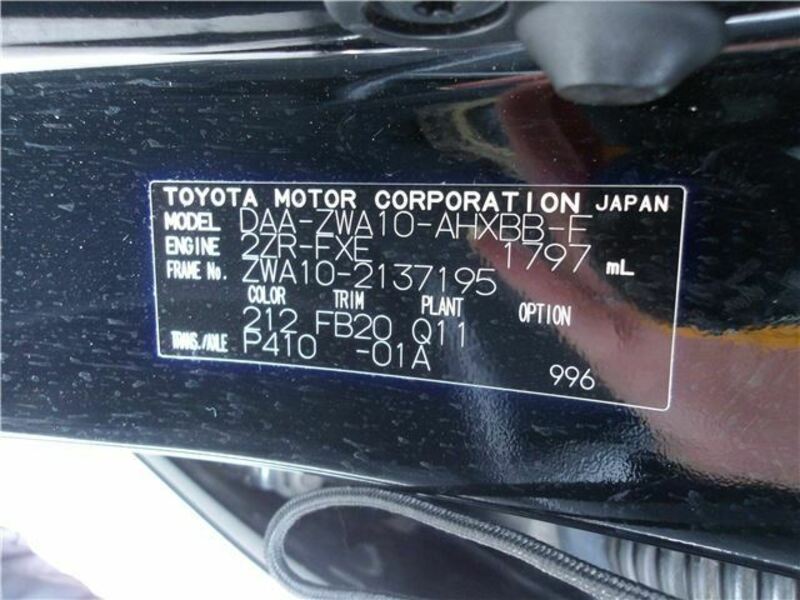 TOYOTA MOTOR CORPORATION JAPAN
MODEL DAA-ZWA10-AHXBB-E
ENGINE 2ZR-FXE 1797 mL
FRAME No. ZWA10-2137195
COLOR TRIM PLANT OPTION
212 FB20 Q11
TRANS./AXLE P410 -01A
996